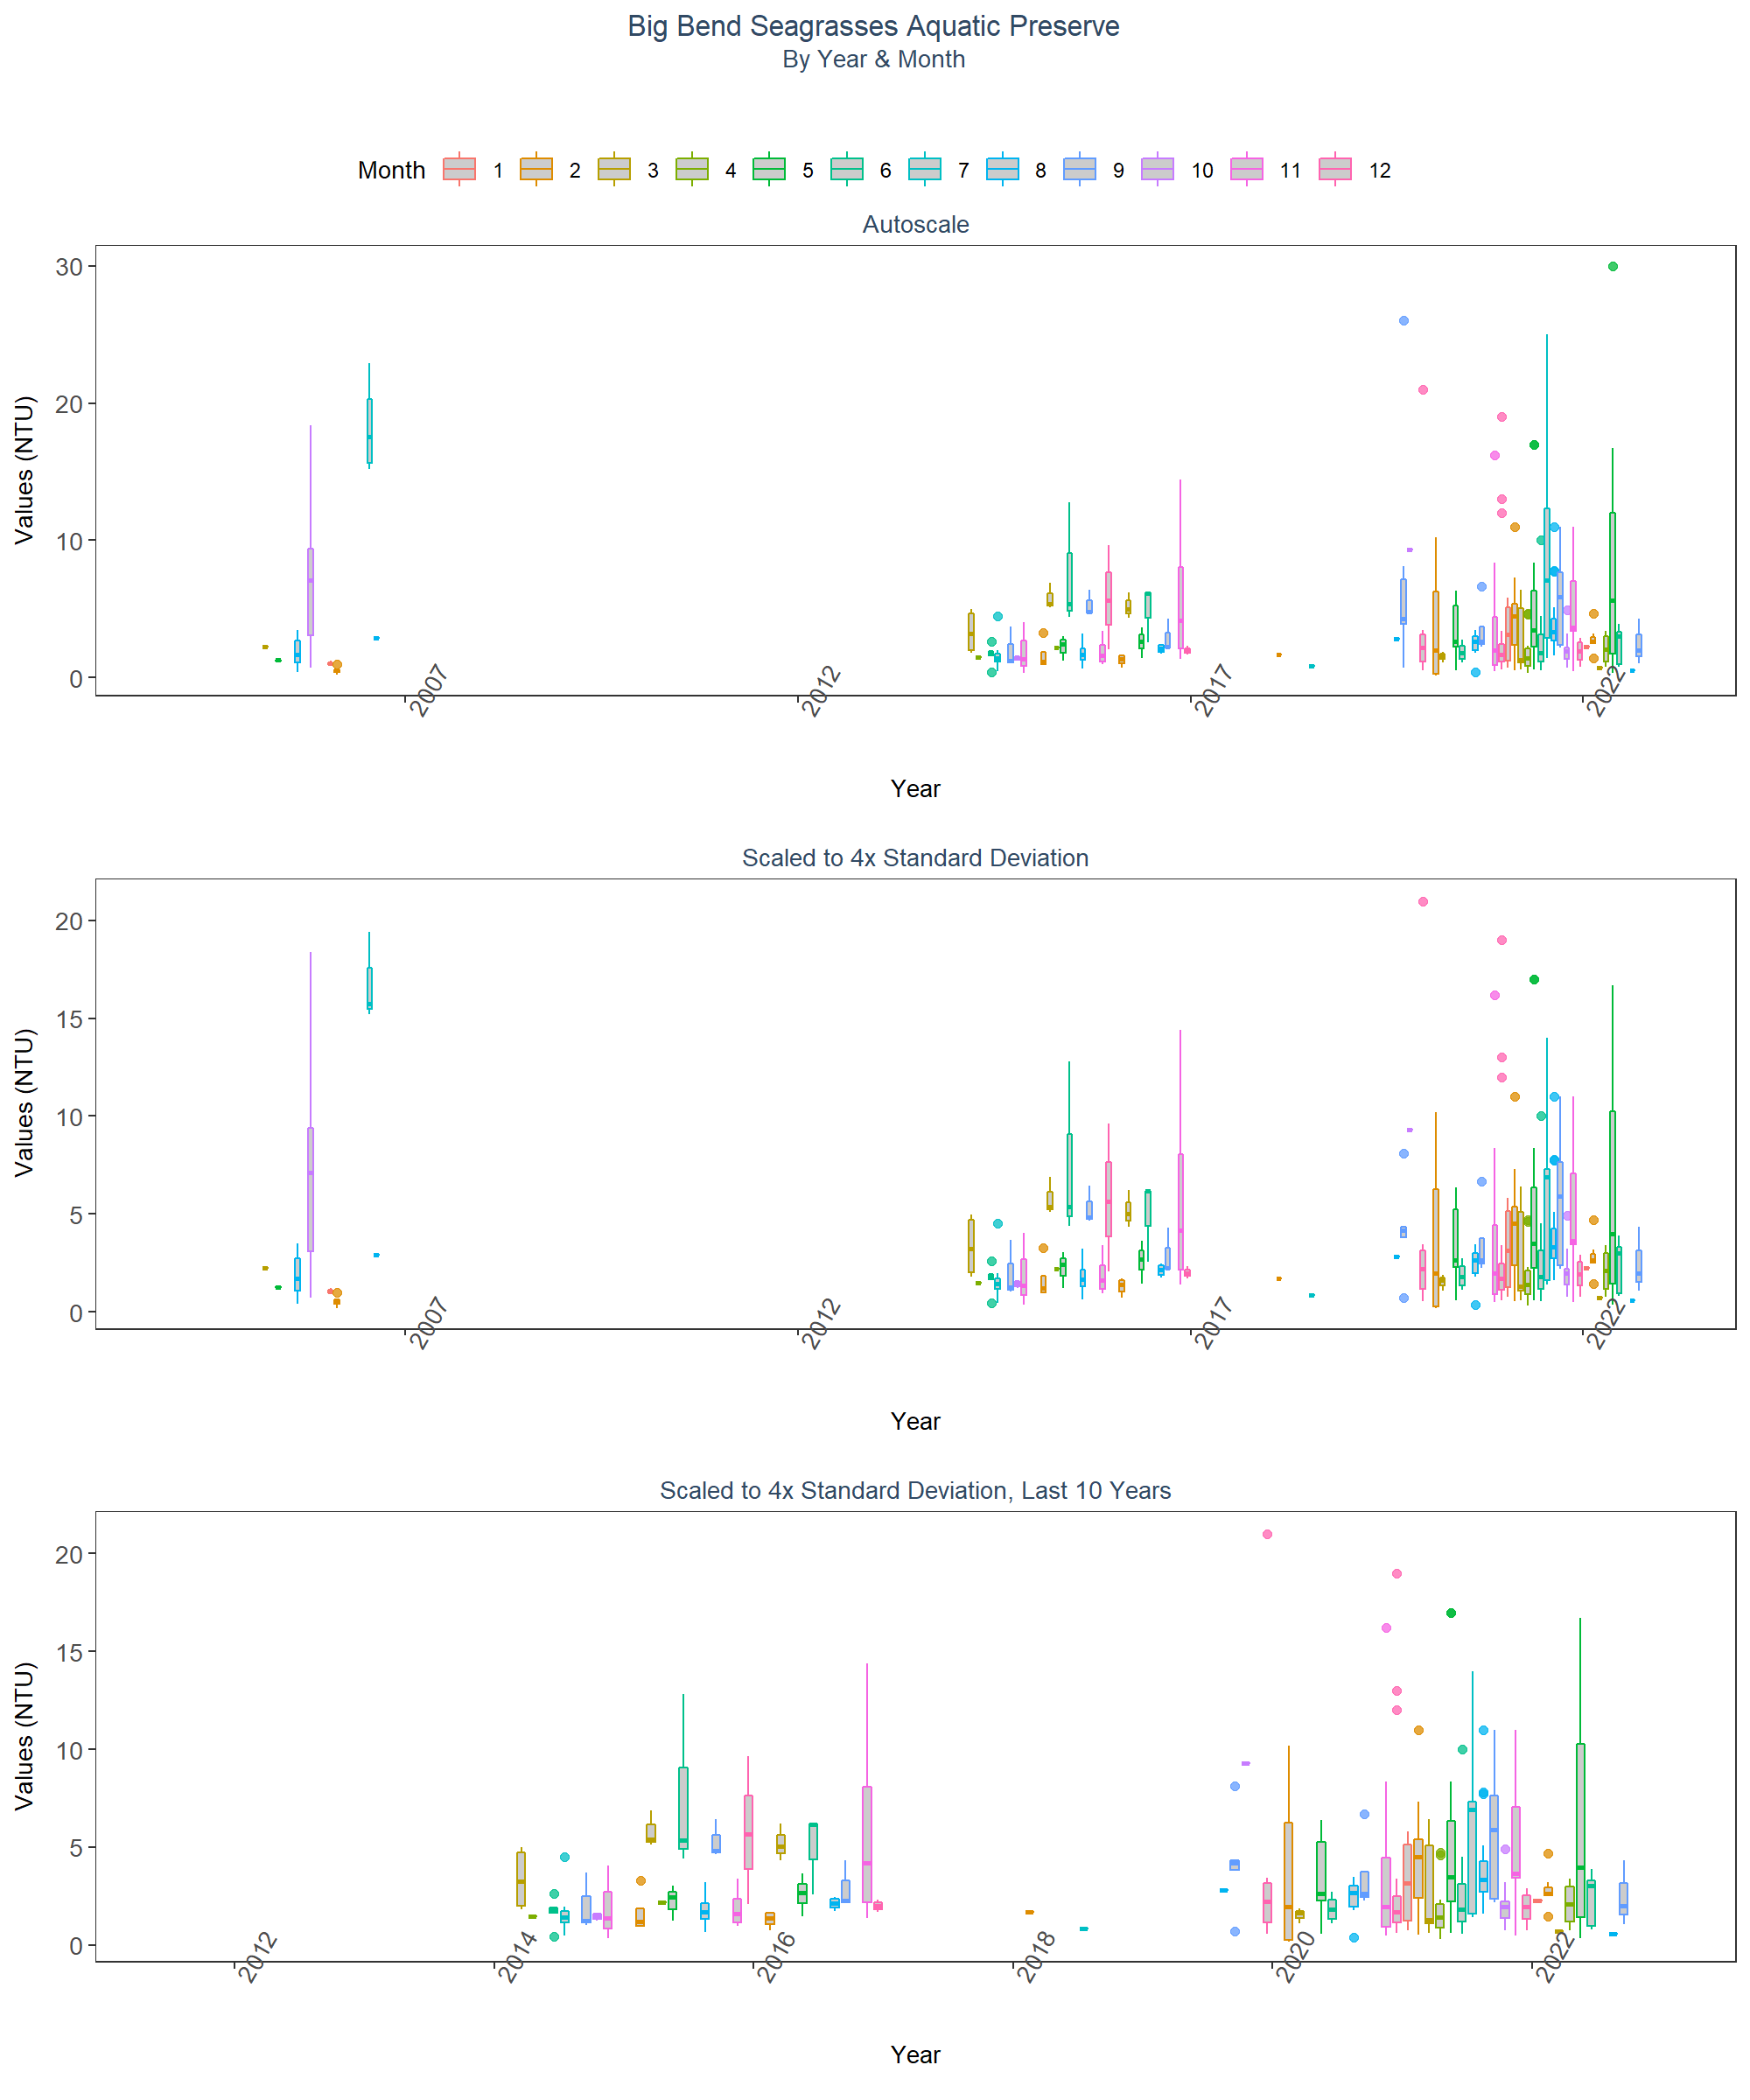 Big Bend Seagrasses Aquatic Preserve
By Year & Month
Month 1 2 3 4 5 6 7 8 9 10 11 12
Autoscale
Values (NTU)
30
20
10
0
2007 2012 2017 2022
Year
Scaled to 4x Standard Deviation
Values (NTU)
20
15
10
5
0
2007 2012 2017 2022
Year
Scaled to 4x Standard Deviation, Last 10 Years
Values (NTU)
20
15
10
5
0
2012 2014 2016 2018 2020 2022
Year